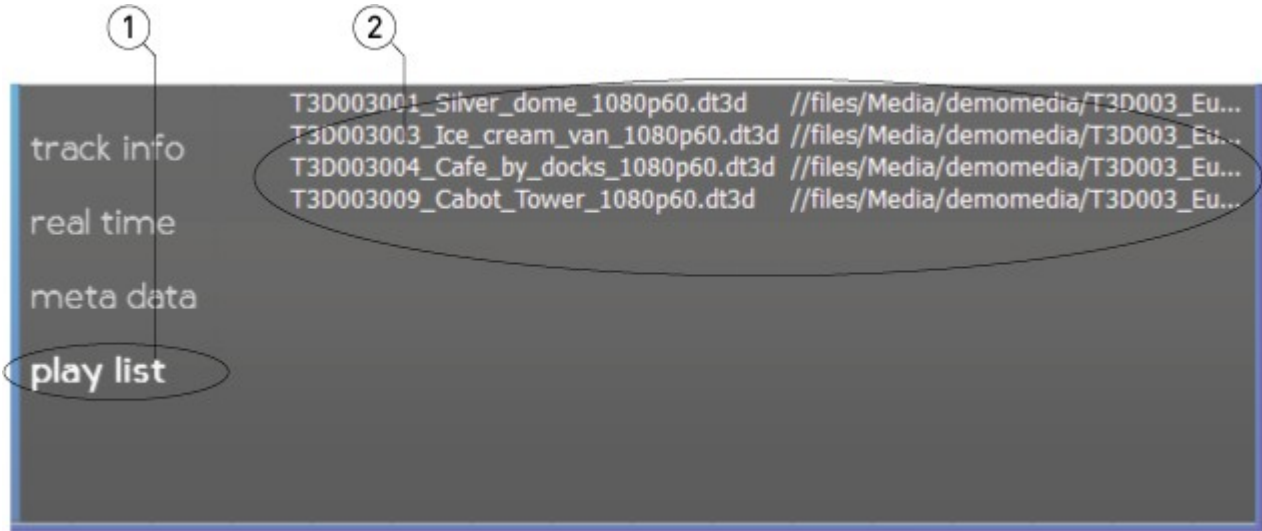 1 2
T3D003001_Silver_dome_1080p60.dt3d //files/Media/demomedia/T3D003_Eu...
track info
T3D003003_Ice_cream_van_1080p60.dt3d //files/Media/demomedia/T3D003_Eu...
T3D003004_Cafe_by_docks_1080p60.dt3d //files/Media/demomedia/T3D003_Eu...
T3D003009_Cabot_Tower_1080p60.dt3d //files/Media/demomedia/T3D003_Eu...
real time
meta data
play list